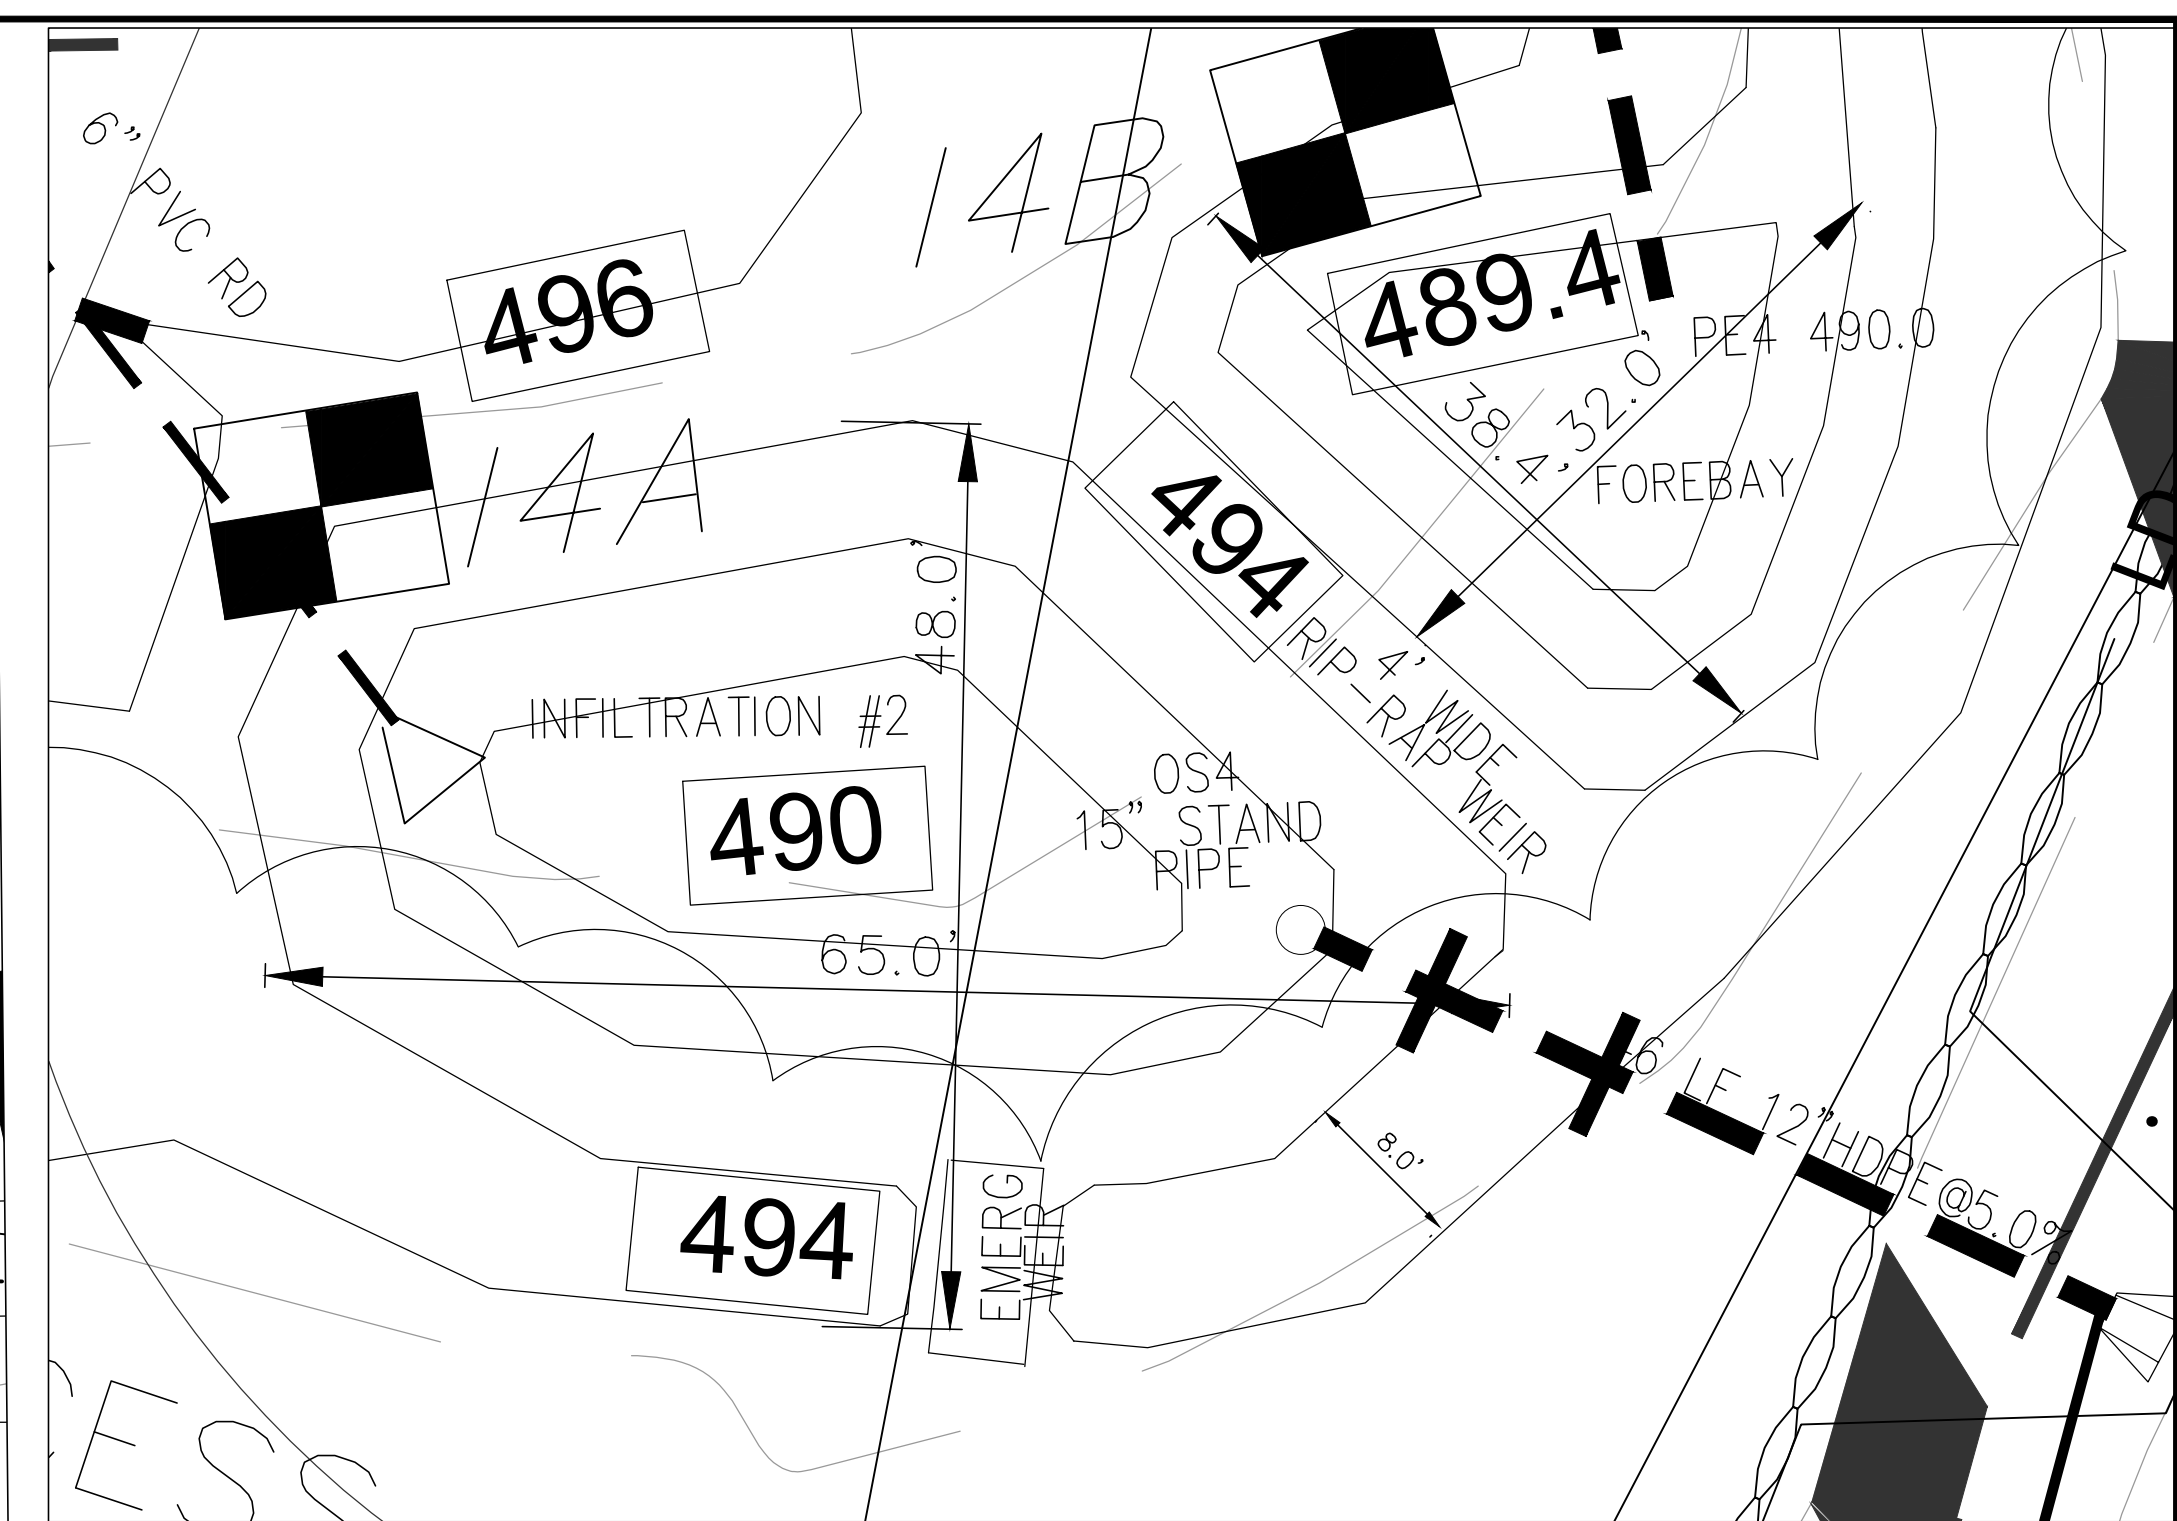 6" PVC RD
14B
496
489.4
PE4 490.0
38.4'
32.0'
FOREBAY
14A
494
48.0'
4' WIDE
RIP-RAP WEIR
INFILTRATION #2
490
OS4
15" STAND
PIPE
65.0'
LF 12"HDPE@5.0%
8.0'
494
EMERG
WEIR
ES